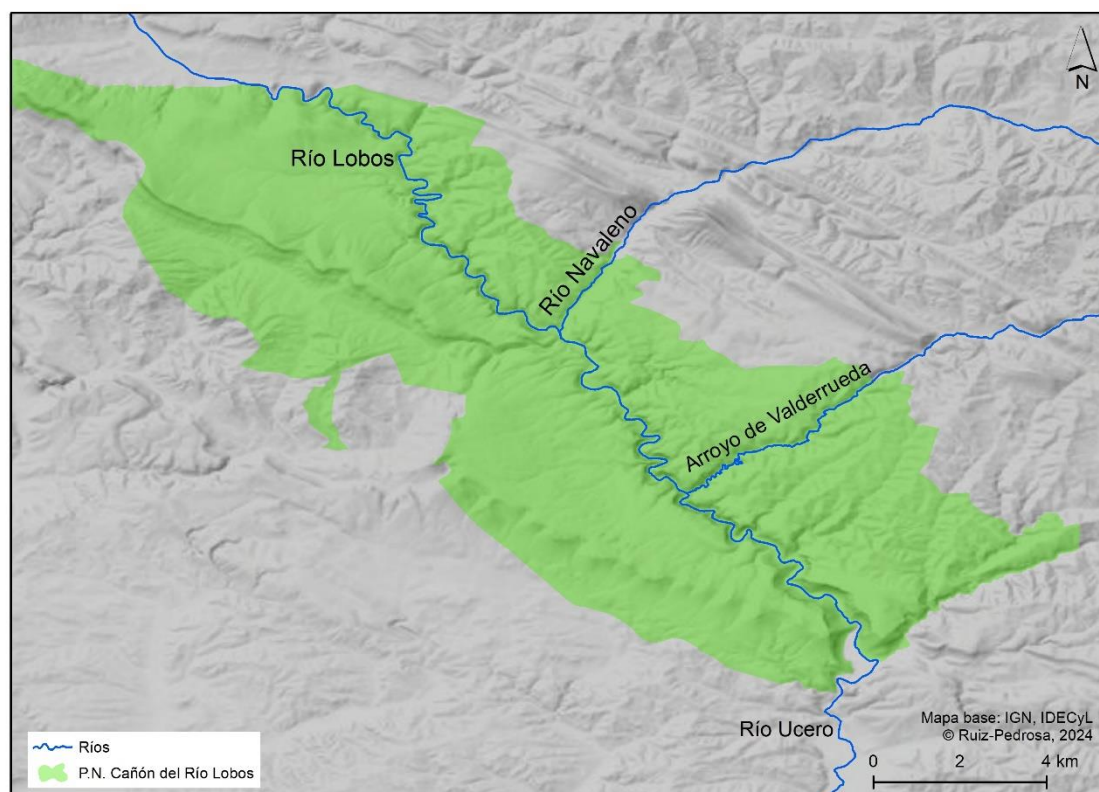 N
Río Lobos
Río Navaleno
Arroyo de Valderrueda
Río Ucero
Mapa base: IGN, IDECyL
© Ruiz-Pedrosa, 2024
0 2 4 km
Ríos
P.N. Cañón del Río Lobos